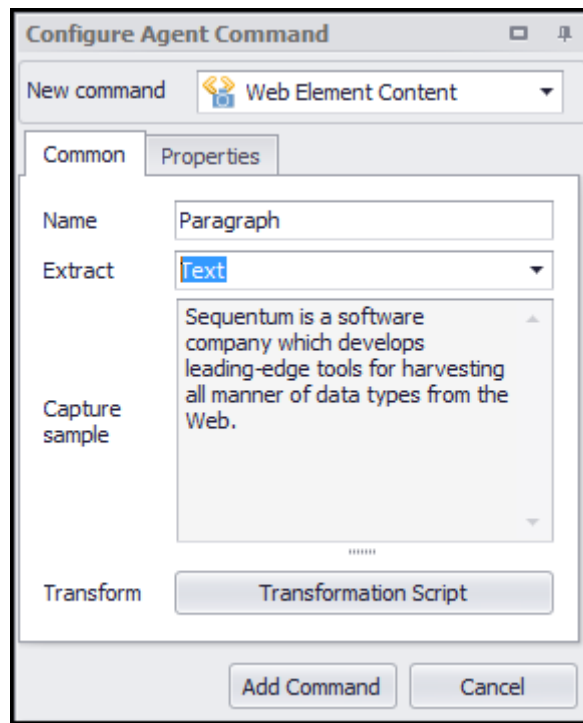 Configure Agent Command
New command Web Element Content
Common Properties
Name Paragraph
Extract Text
Sequentum is a software
company which develops
leading-edge tools for harvesting
all manner of data types from the
Web.
Capture
sample
Transform Transformation Script
Add Command Cancel